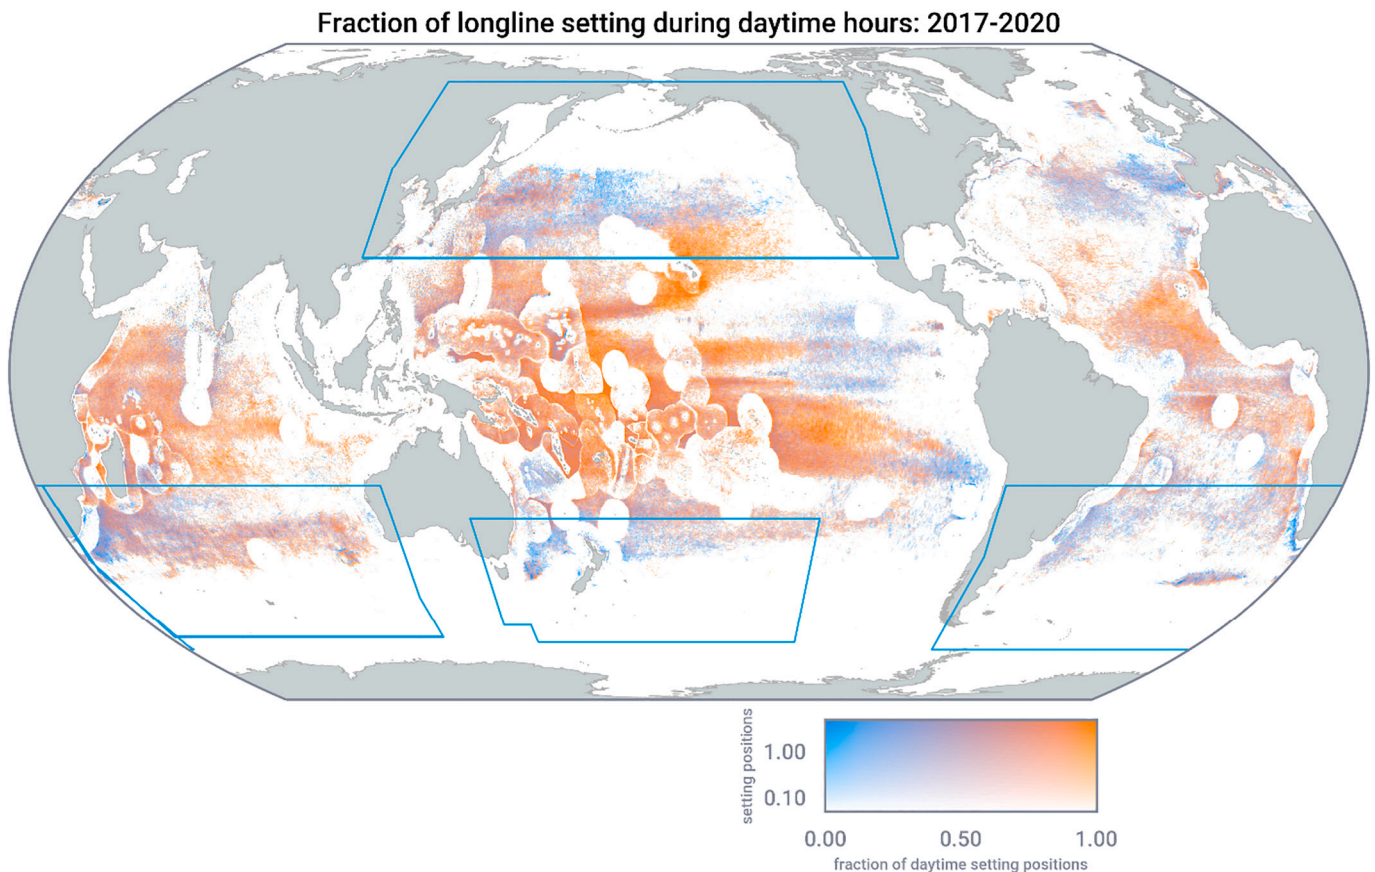 Fraction of longline setting during daytime hours: 2017-2020
setting positions
1.00
0.10
0.00 0.50 1.00
fraction of daytime setting positions